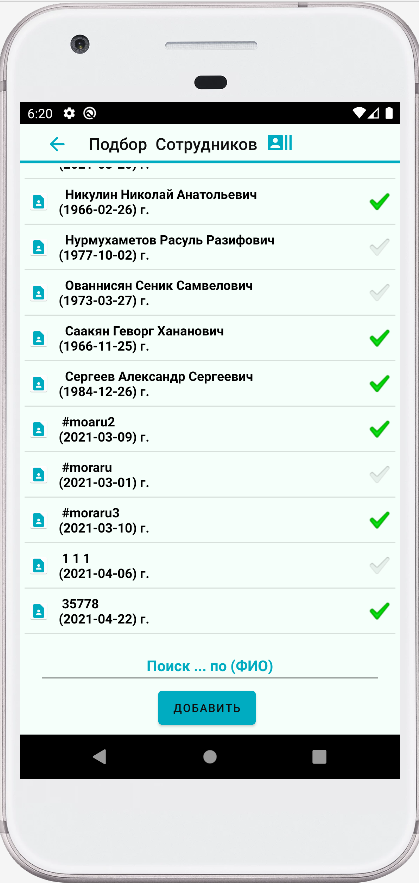 6:20
Подбор Сотрудников
Никулин Николай Анатольевич
(1966-02-26) г.
Нурмухаметов Расуль Разифович
(1977-10-02) г.
Ованнисян Сеник Самвелович
(1973-03-27) г.
Саакян Геворг Хананович
(1966-11-25) г.
Сергеев Александр Сергеевич
(1984-12-26) г.
#moaru2
(2021-03-09) г.
#moraru
(2021-03-01) г.
#moraru3
(2021-03-10) г.
1 1 1
(2021-04-06) г.
35778
(2021-04-22) г.
Поиск ... по (ФИО)
ДОБАВИТЬ